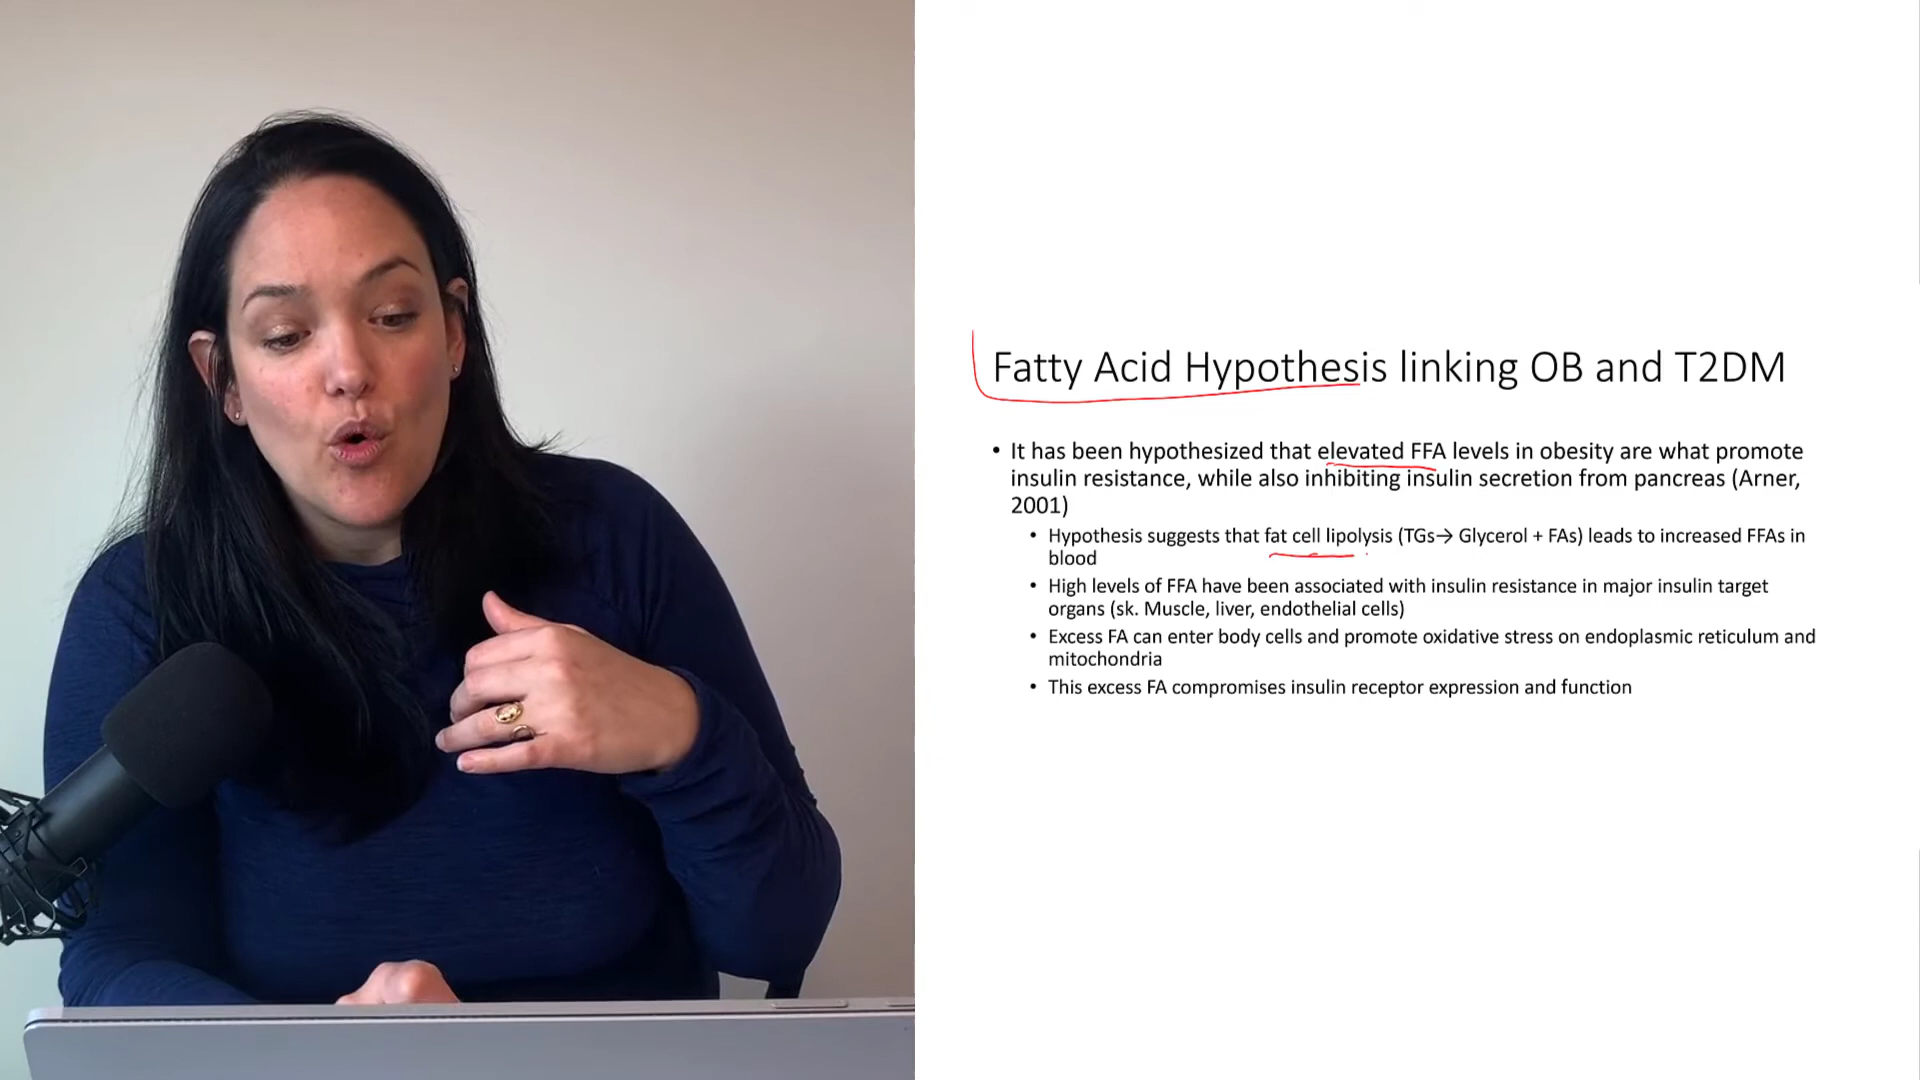 Fatty Acid Hypothesis linking OB and T2DM
• It has been hypothesized that elevated FFA levels in obesity are what promote
insulin resistance, while also inhibiting insulin secretion from pancreas (Arner,
2001)
• Hypothesis suggests that fat cell lipolysis (TGs→ Glycerol + FAs) leads to increased FFAs in
blood
• High levels of FFA have been associated with insulin resistance in major insulin target
organs (sk. Muscle, liver, endothelial cells)
• Excess FA can enter body cells and promote oxidative stress on endoplasmic reticulum and
mitochondria
• This excess FA compromises insulin receptor expression and function